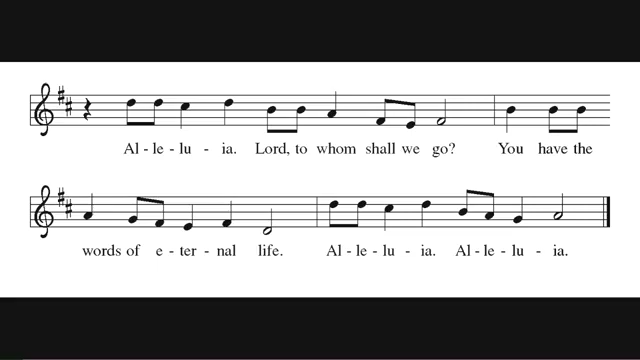 Al - le - lu - ia. Lord, to whom shall we go? You have the
words of e - ter - nal life. Al - le - lu - ia. Al - le - lu - ia.